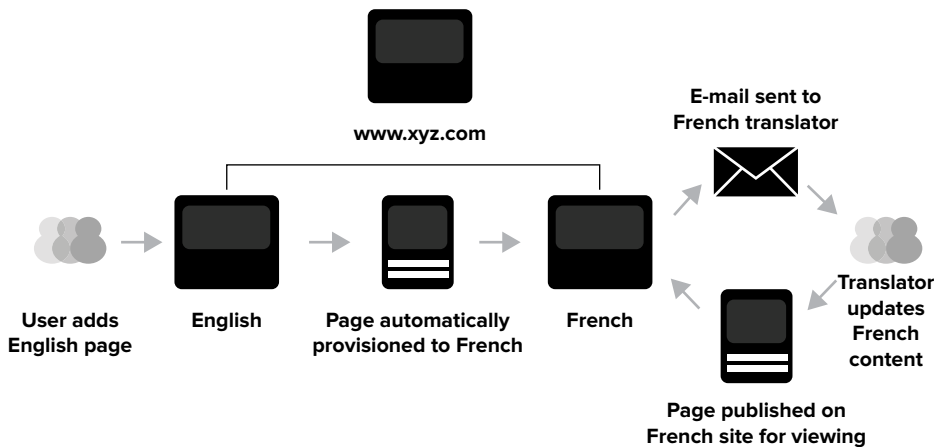 www.xyz.com
E-mail sent to
French translator
User adds
English page
English
Page automatically
provisioned to French
French
Translator
updates
French
content
Page published on
French site for viewing